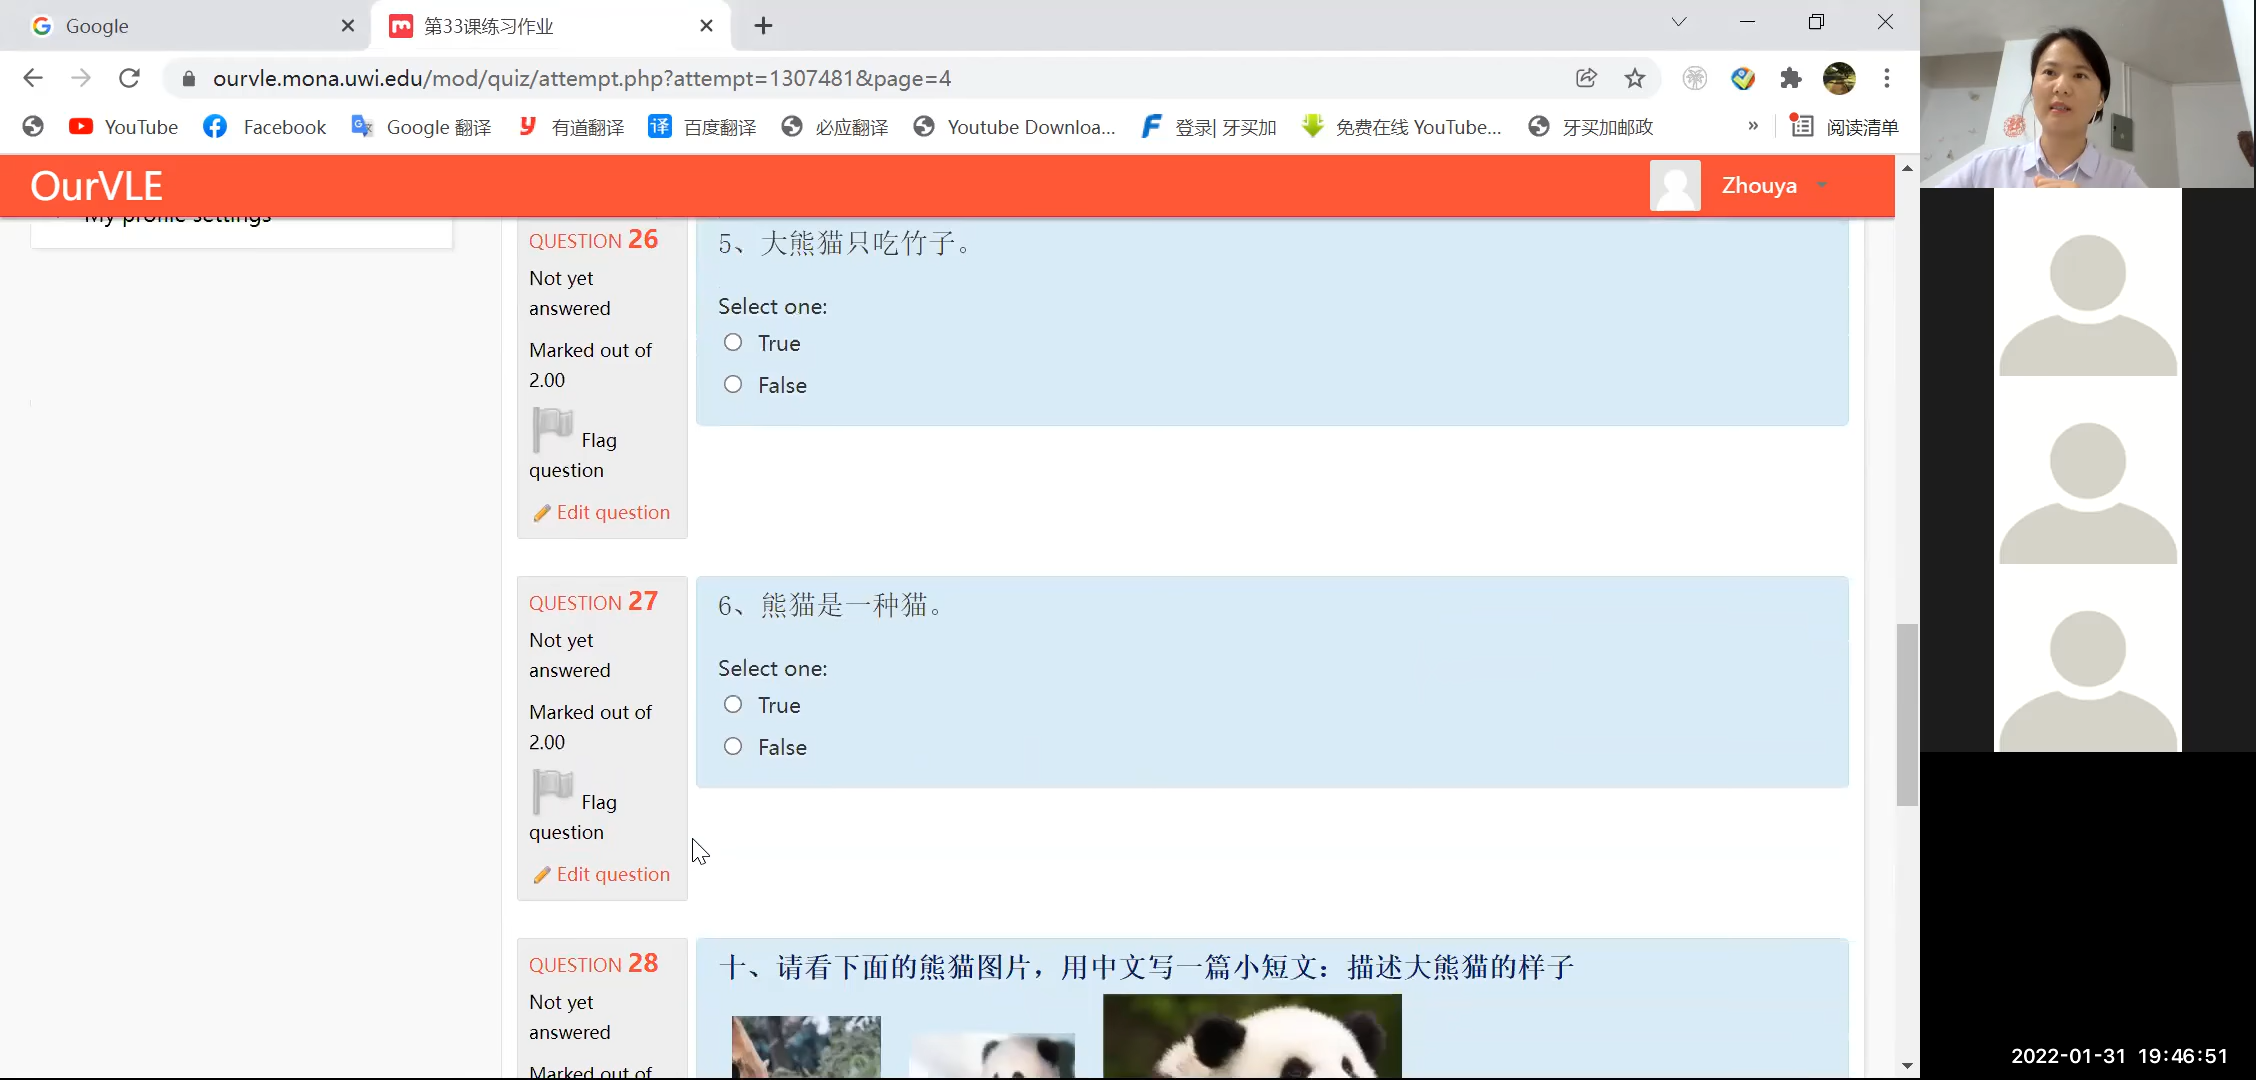 Google
第33课练习作业
ourvle.mona.uwi.edu/mod/quiz/attempt.php?attempt=1307481&page=4
YouTube
Facebook
Google 翻译
有道翻译
译 百度翻译
必应翻译
Youtube Downloa...
登录| 牙买加
免费在线 YouTube...
牙买加邮政
»
阅读清单
OurVLE
Zhouya
My profile settings
QUESTION 26
Not yet
answered
Marked out of
2.00
Flag
question
Edit question
5、大熊猫只吃竹子。
Select one:
True
False
QUESTION 27
Not yet
answered
Marked out of
2.00
Flag
question
Edit question
6、熊猫是一种猫。
Select one:
True
False
QUESTION 28
Not yet
answered
Marked out of
十、请看下面的熊猫图片，用中文写一篇小短文：描述大熊猫的样子
2022-01-31 19:46:51